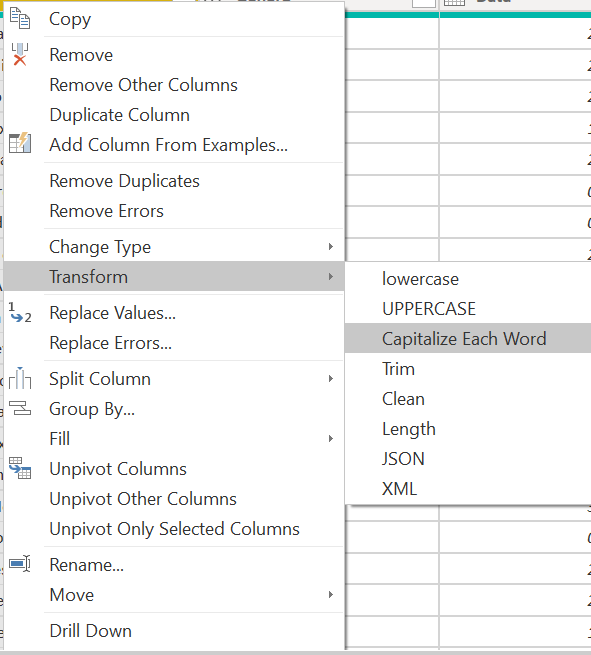 Copy
Remove
Remove Other Columns
Duplicate Column
Add Column From Examples...
Remove Duplicates
Remove Errors
Change Type
Transform
Replace Values...
1
2
Replace Errors...
Split Column
Group By...
Fill
Unpivot Columns
Unpivot Other Columns
Unpivot Only Selected Columns
Rename...
Move
Drill Down
lowercase
UPPERCASE
Capitalize Each Word
Trim
Clean
Length
JSON
XML